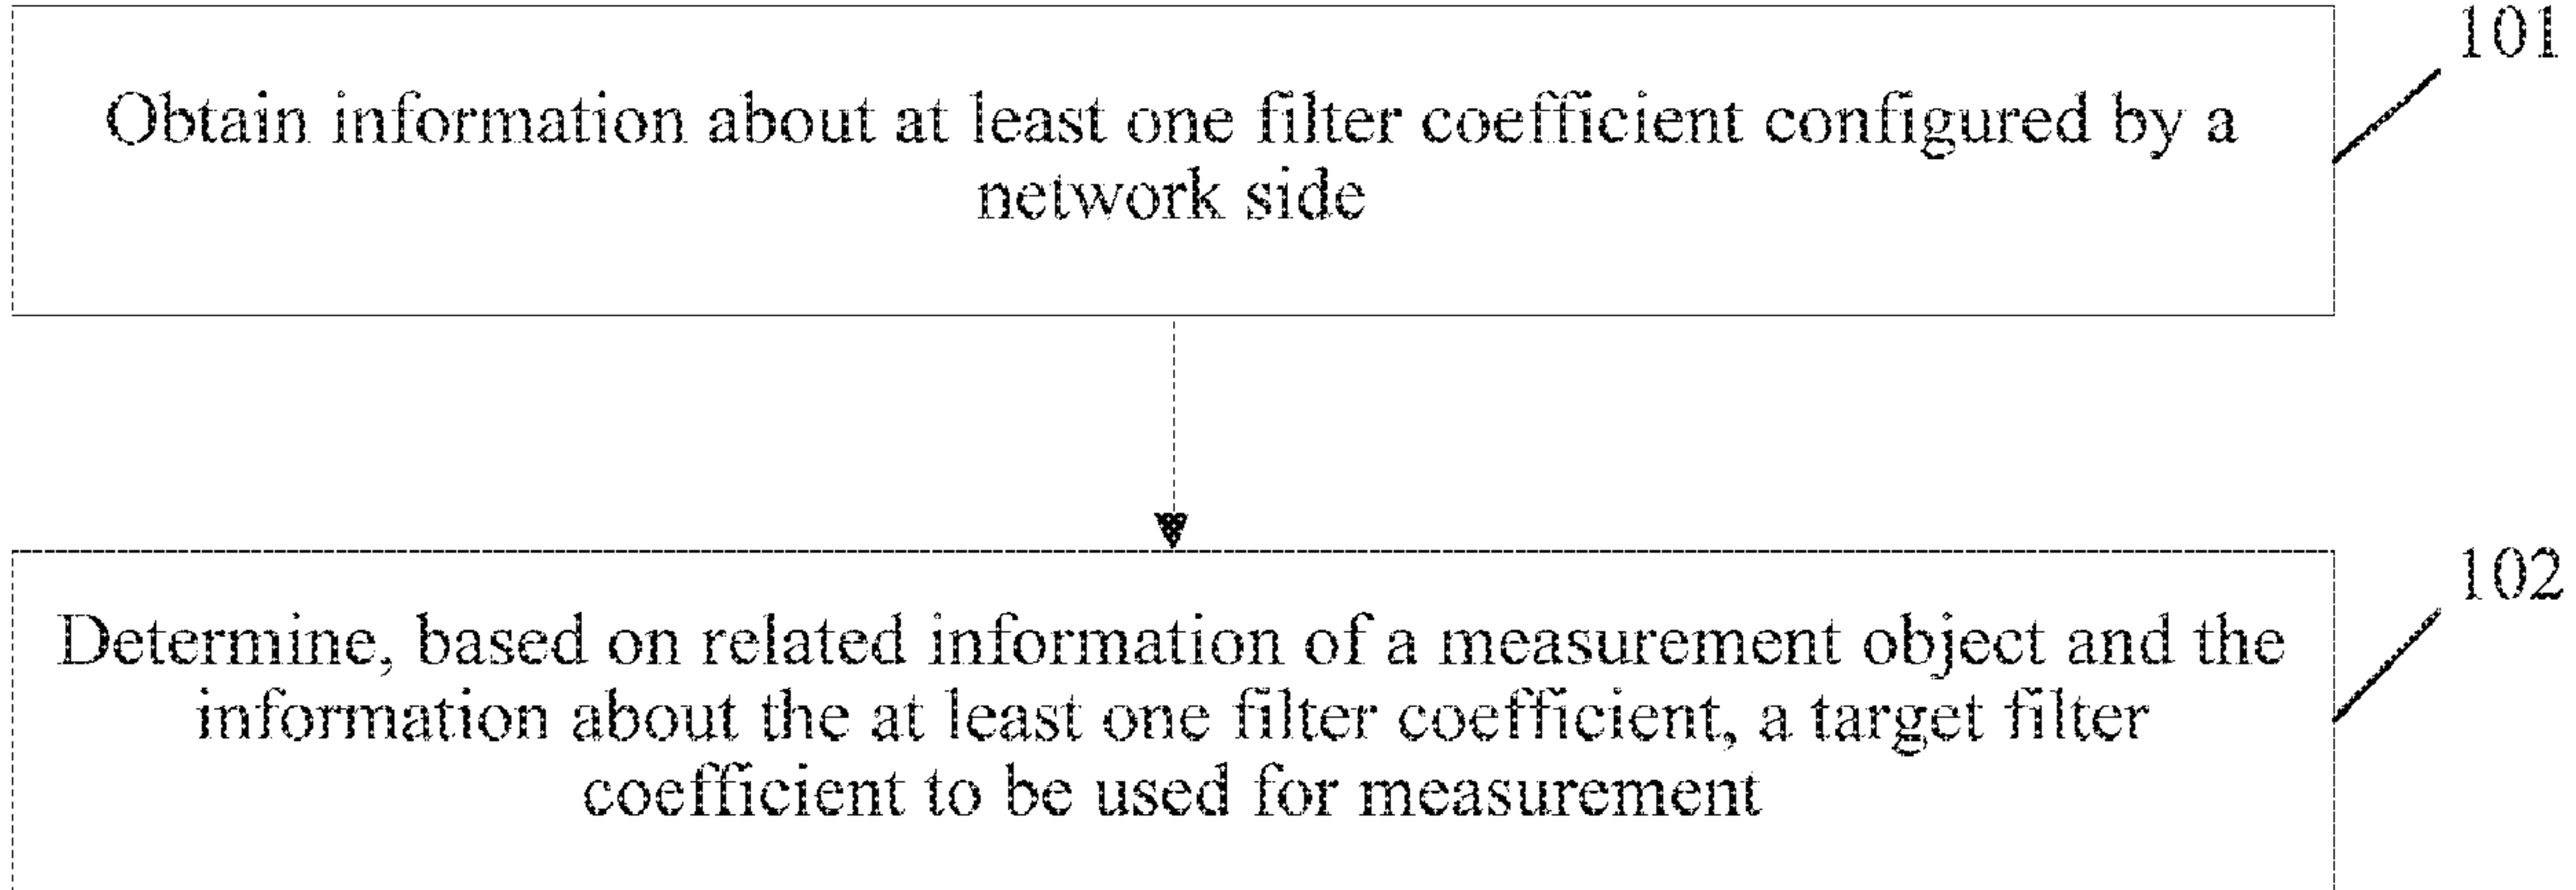 101
Obtain information about at least one filter coefficient configured by a
network side
102
Determine, based on related information of a measurement object and the
information about the at least one filter coefficient, a target filter
coefficient to be used for measurement